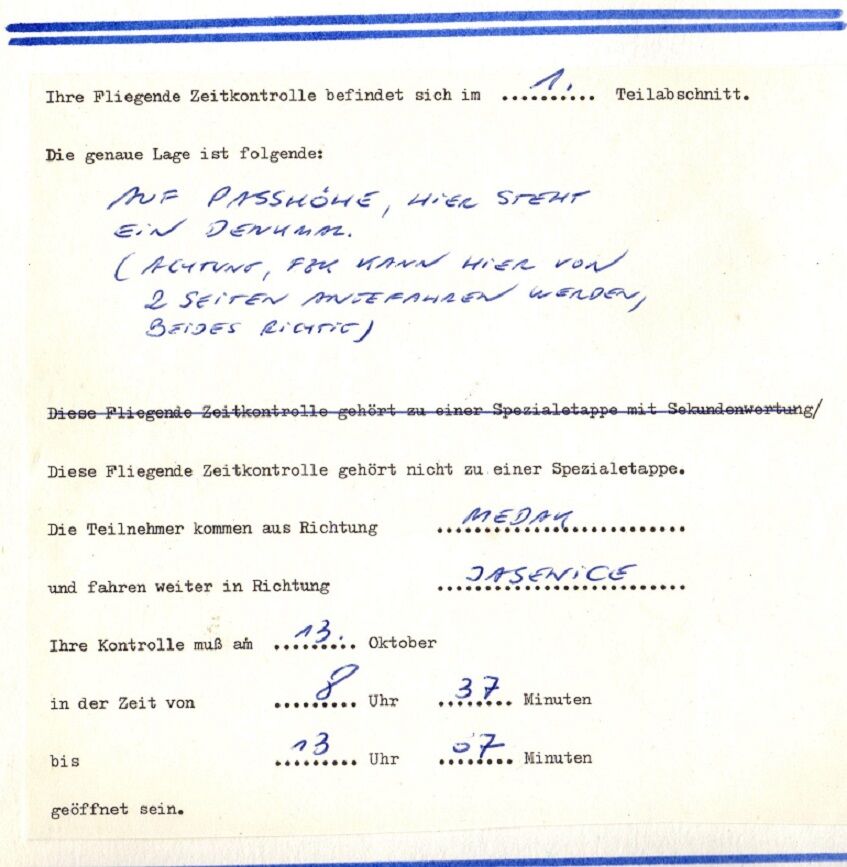 Ihre Fliegende Zeitkontrolle befindet sich im ...1.... Teilabschnitt.
Die genaue Lage ist folgende:
AUF PASSHÖHE, HIER STEHT
EIN DENKMAL.
(ACHTUNG, FZK KANN HIER VON
2 SEITEN ANGEFAHREN WERDEN,
BEIDES RICHTIG)
Diese Fliegende Zeitkontrolle gehört zu einer Spezialetappe mit Sekundenwertung/
Diese Fliegende Zeitkontrolle gehört nicht zu einer Spezialetappe.
Die Teilnehmer kommen aus Richtung MEDAK
und fahren weiter in Richtung JASENICE
Ihre Kontrolle muß am 13. Oktober
in der Zeit von 8 Uhr 37 Minuten
bis 13 Uhr 07 Minuten
geöffnet sein.